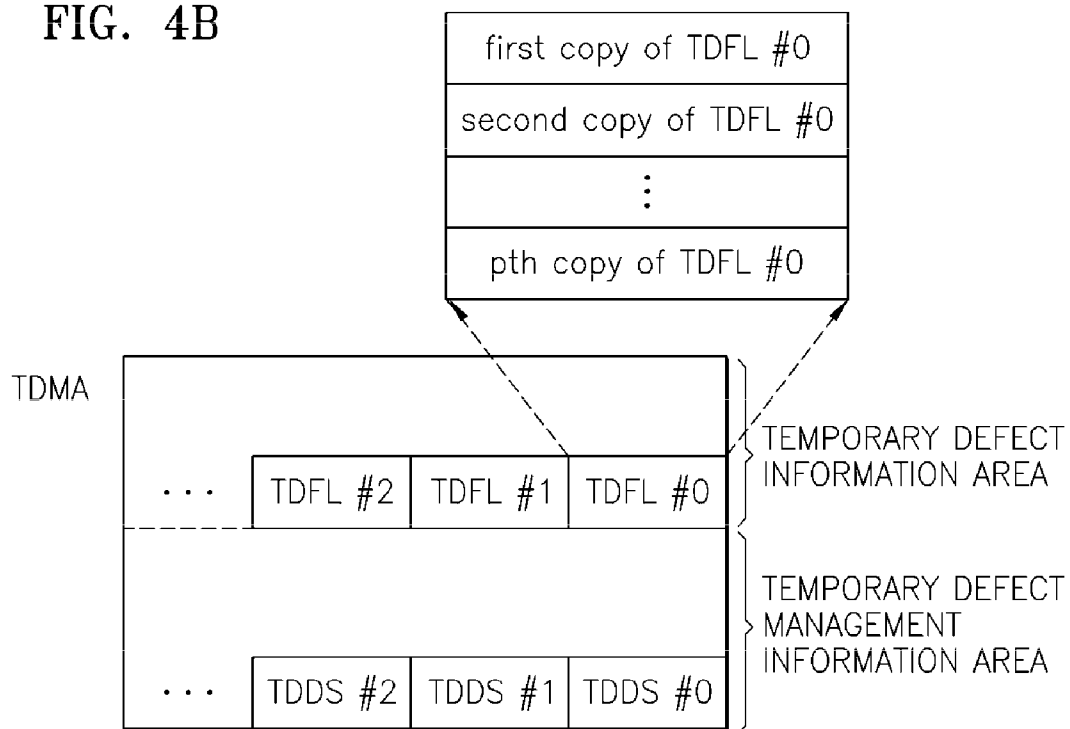 FIG. 4B
first copy of TDFL #0
second copy of TDFL #0
⋮
pth copy of TDFL #0
TDMA
TEMPORARY DEFECT
INFORMATION AREA
... TDFL #2 TDFL #1 TDFL #0
TEMPORARY DEFECT
MANAGEMENT
INFORMATION AREA
... TDDS #2 TDDS #1 TDDS #0